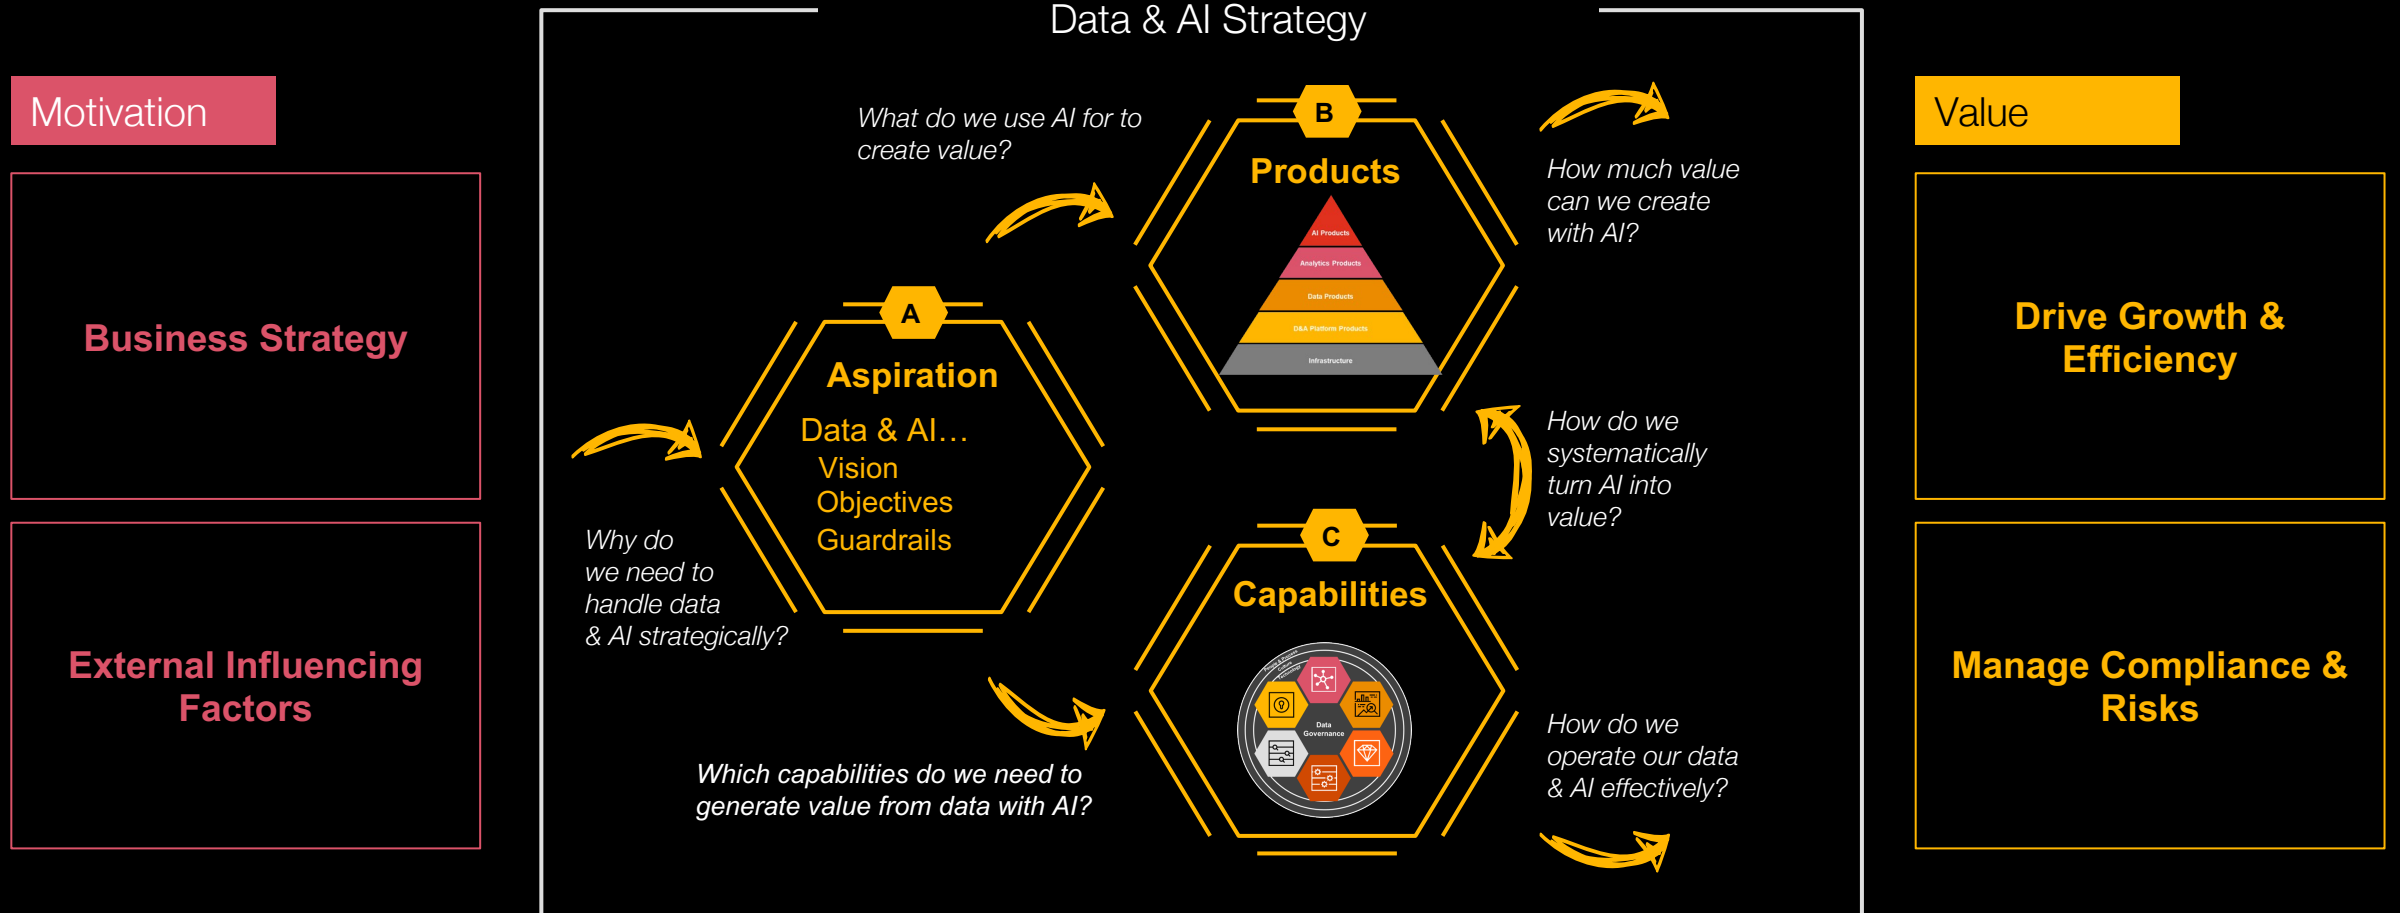 Data & AI Strategy
Motivation
Business Strategy
External Influencing
Factors
Why do
we need to
handle data
& AI strategically?
A
Aspiration
Data & AI…
Vision
Objectives
Guardrails
What do we use AI for to
create value?
B
Products
AI Products
Analytics Products
Data Products
D&A Platform Products
Infrastructure
Which capabilities do we need to
generate value from data with AI?
C
Capabilities
People & Process
Culture
Technology
Data
Governance
How much value
can we create
with AI?
How do we
systematically
turn AI into
value?
How do we
operate our data
& AI effectively?
Value
Drive Growth &
Efficiency
Manage Compliance &
Risks